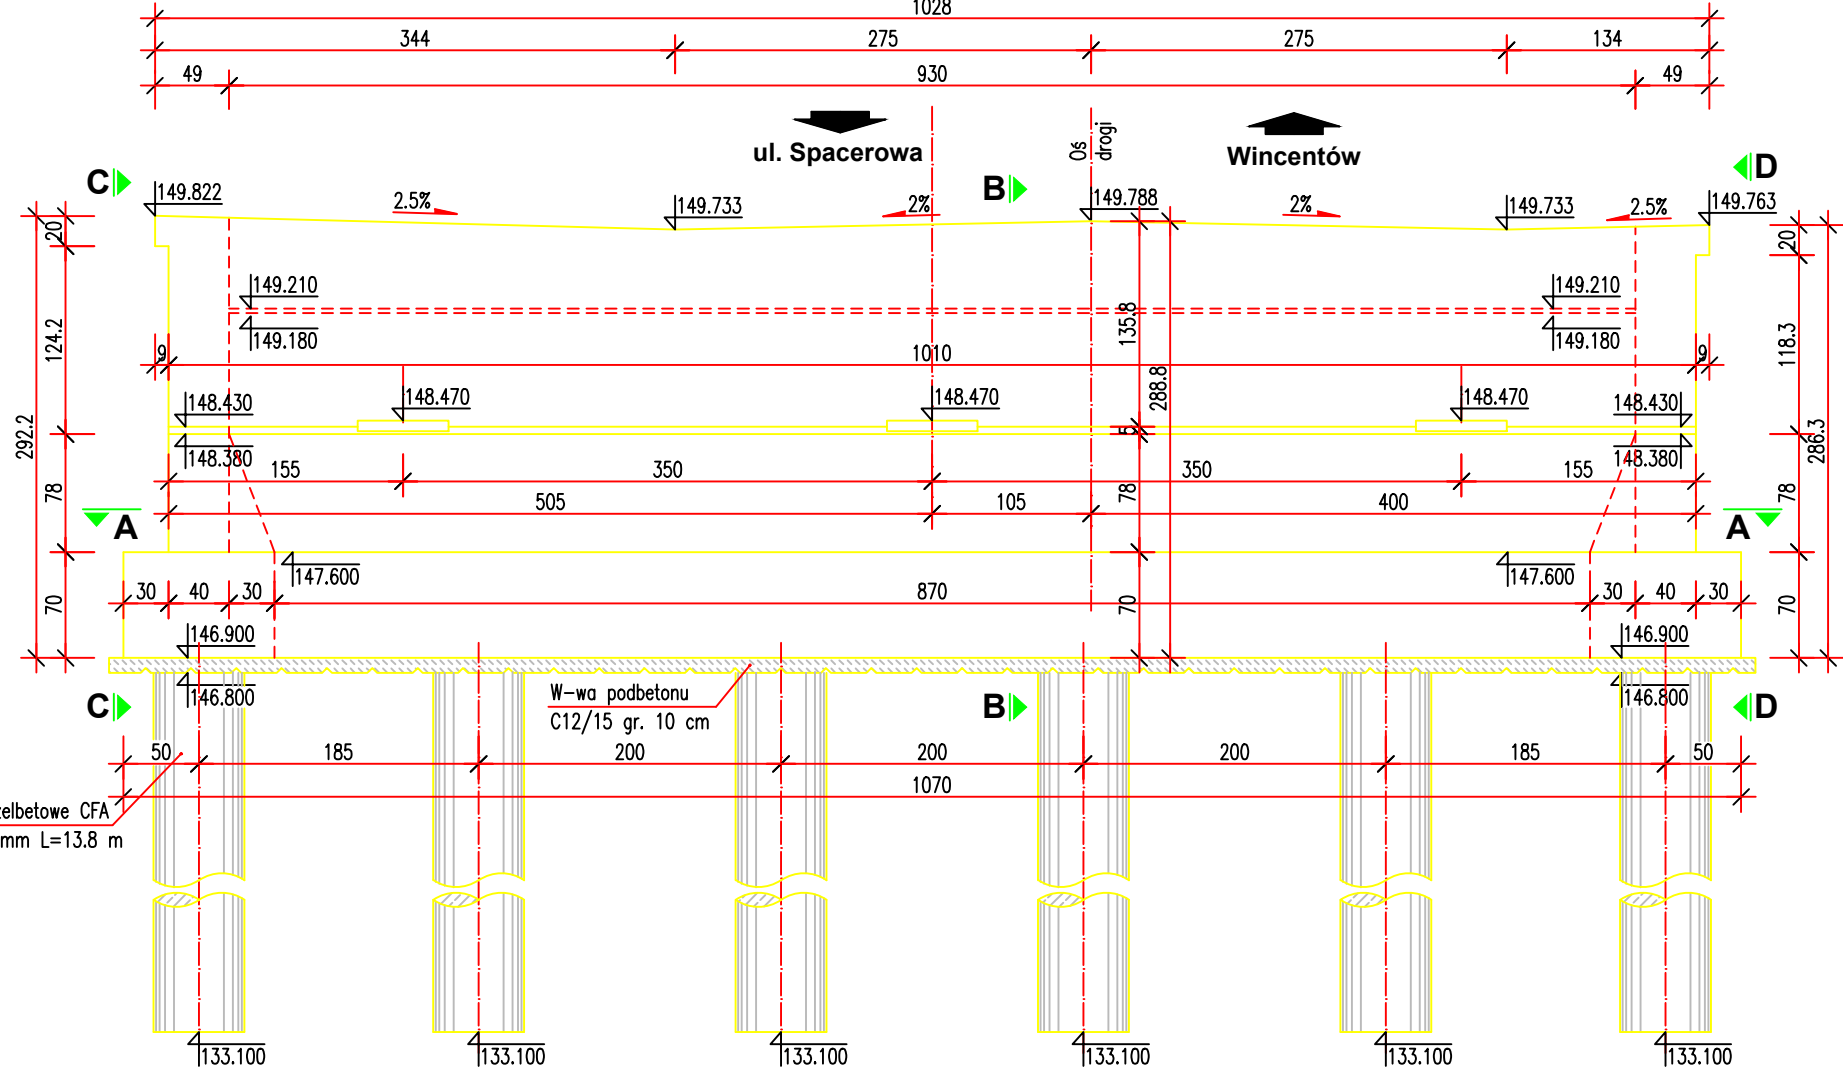 1028
344 275 275 134
49 930 49
ul. Spacerowa
Oś
drogi
Wincentów
C B D
149.822 2.5% 149.733 2% 149.788 2% 149.733 2.5% 149.763
20 20
149.210 149.210
149.180 149.180
292.2 124.2 135.8 288.8 118.3 286.3
9 1010 9
148.430 148.470 148.470 148.470 148.430
148.380 5 148.380
155 350 350 155
78 78 78
505 105 400
A A
147.600 147.600
70 30 40 30 870 70 30 40 30 70
146.900 146.900
146.800 146.800
W-wa podbetonu
C12/15 gr. 10 cm
C B D
50 185 200 200 200 185 50
1070
elbetowe CFA
mm L=13.8 m
133.100 133.100 133.100 133.100 133.100 133.100